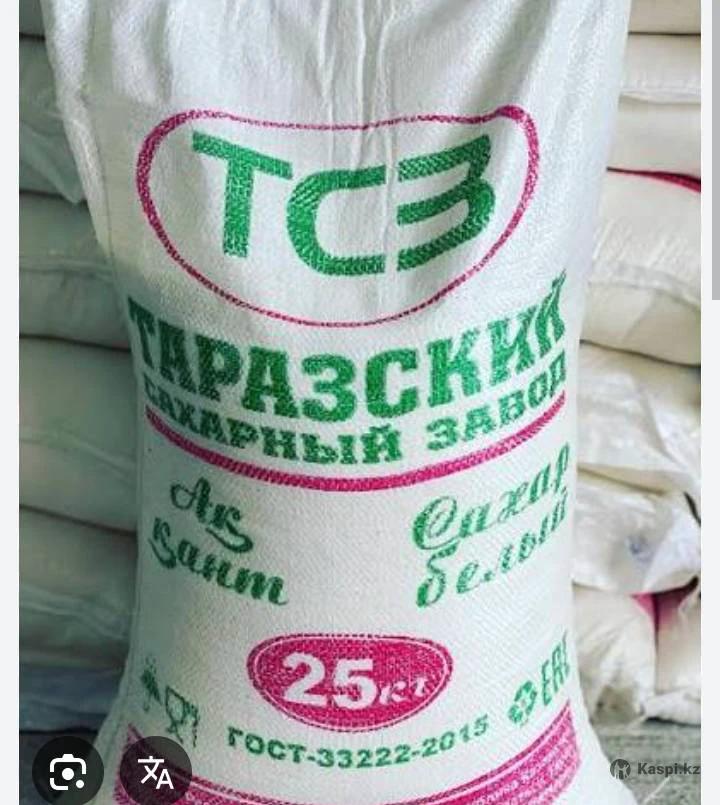 ТСЗ
ТАРАЗСКИЙ
САХАРНЫЙ ЗАВОД
Ақ
қант
Сахар
белый
25кг
ГОСТ-33222-2015
EAC
Kaspi.kz